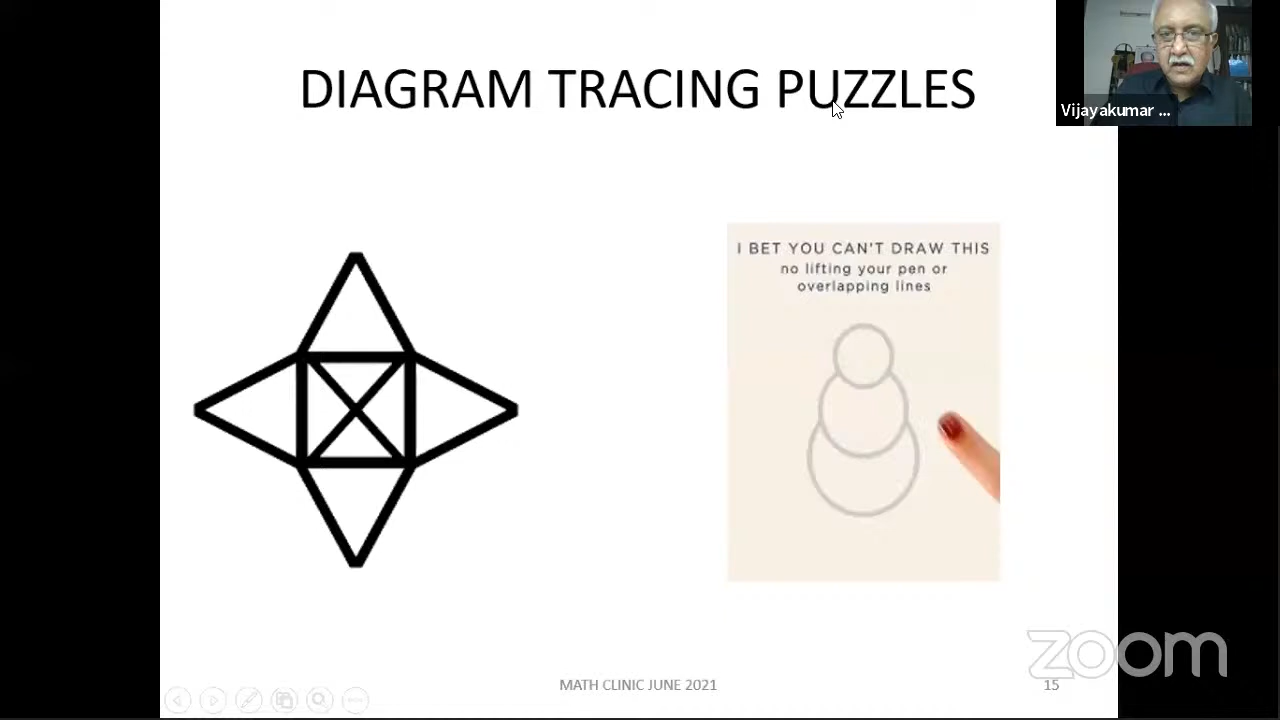 DIAGRAM TRACING PUZZLES
Vijayakumar ...
I BET YOU CAN'T DRAW THIS
no lifting your pen or
overlapping lines
zoom
MATH CLINIC JUNE 2021
15